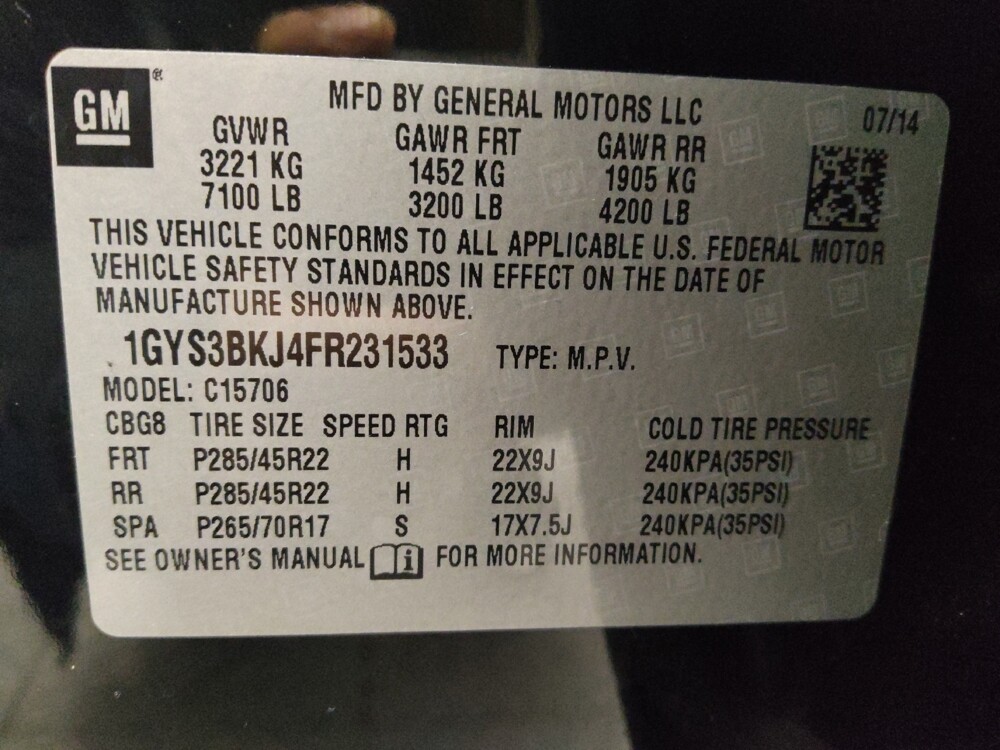 GM®
MFD BY GENERAL MOTORS LLC
07/14
GVWR GAWR FRT GAWR RR
3221 KG 1452 KG 1905 KG
7100 LB 3200 LB 4200 LB
THIS VEHICLE CONFORMS TO ALL APPLICABLE U.S. FEDERAL MOTOR
VEHICLE SAFETY STANDARDS IN EFFECT ON THE DATE OF
MANUFACTURE SHOWN ABOVE.
1GYS3BKJ4FR231533 TYPE: M.P.V.
MODEL: C15706
CBG8 TIRE SIZE SPEED RTG RIM COLD TIRE PRESSURE
FRT P285/45R22 H 22X9J 240KPA(35PSI)
RR P285/45R22 H 22X9J 240KPA(35PSI)
SPA P265/70R17 S 17X7.5J 240KPA(35PSI)
SEE OWNER'S MANUAL i FOR MORE INFORMATION.